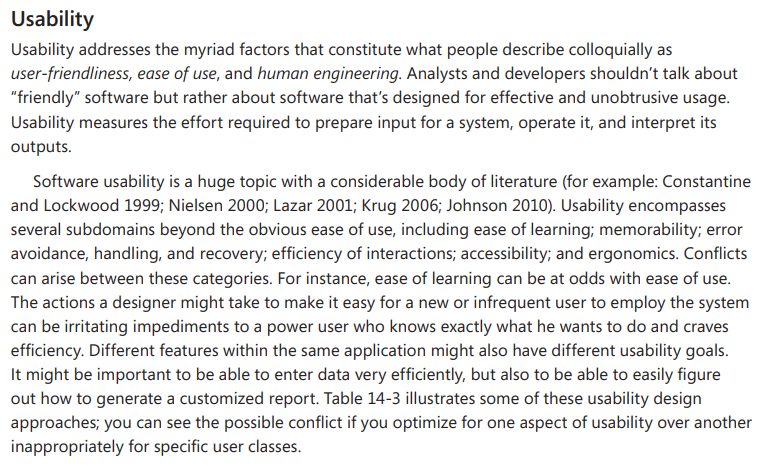 Usability
Usability addresses the myriad factors that constitute what people describe colloquially as
user-friendliness, ease of use, and human engineering. Analysts and developers shouldn’t talk about
“friendly” software but rather about software that’s designed for effective and unobtrusive usage.
Usability measures the effort required to prepare input for a system, operate it, and interpret its
outputs.
Software usability is a huge topic with a considerable body of literature (for example: Constantine
and Lockwood 1999; Nielsen 2000; Lazar 2001; Krug 2006; Johnson 2010). Usability encompasses
several subdomains beyond the obvious ease of use, including ease of learning; memorability; error
avoidance, handling, and recovery; efficiency of interactions; accessibility; and ergonomics. Conflicts
can arise between these categories. For instance, ease of learning can be at odds with ease of use.
The actions a designer might take to make it easy for a new or infrequent user to employ the system
can be irritating impediments to a power user who knows exactly what he wants to do and craves
efficiency. Different features within the same application might also have different usability goals.
It might be important to be able to enter data very efficiently, but also to be able to easily figure
out how to generate a customized report. Table 14-3 illustrates some of these usability design
approaches; you can see the possible conflict if you optimize for one aspect of usability over another
inappropriately for specific user classes.